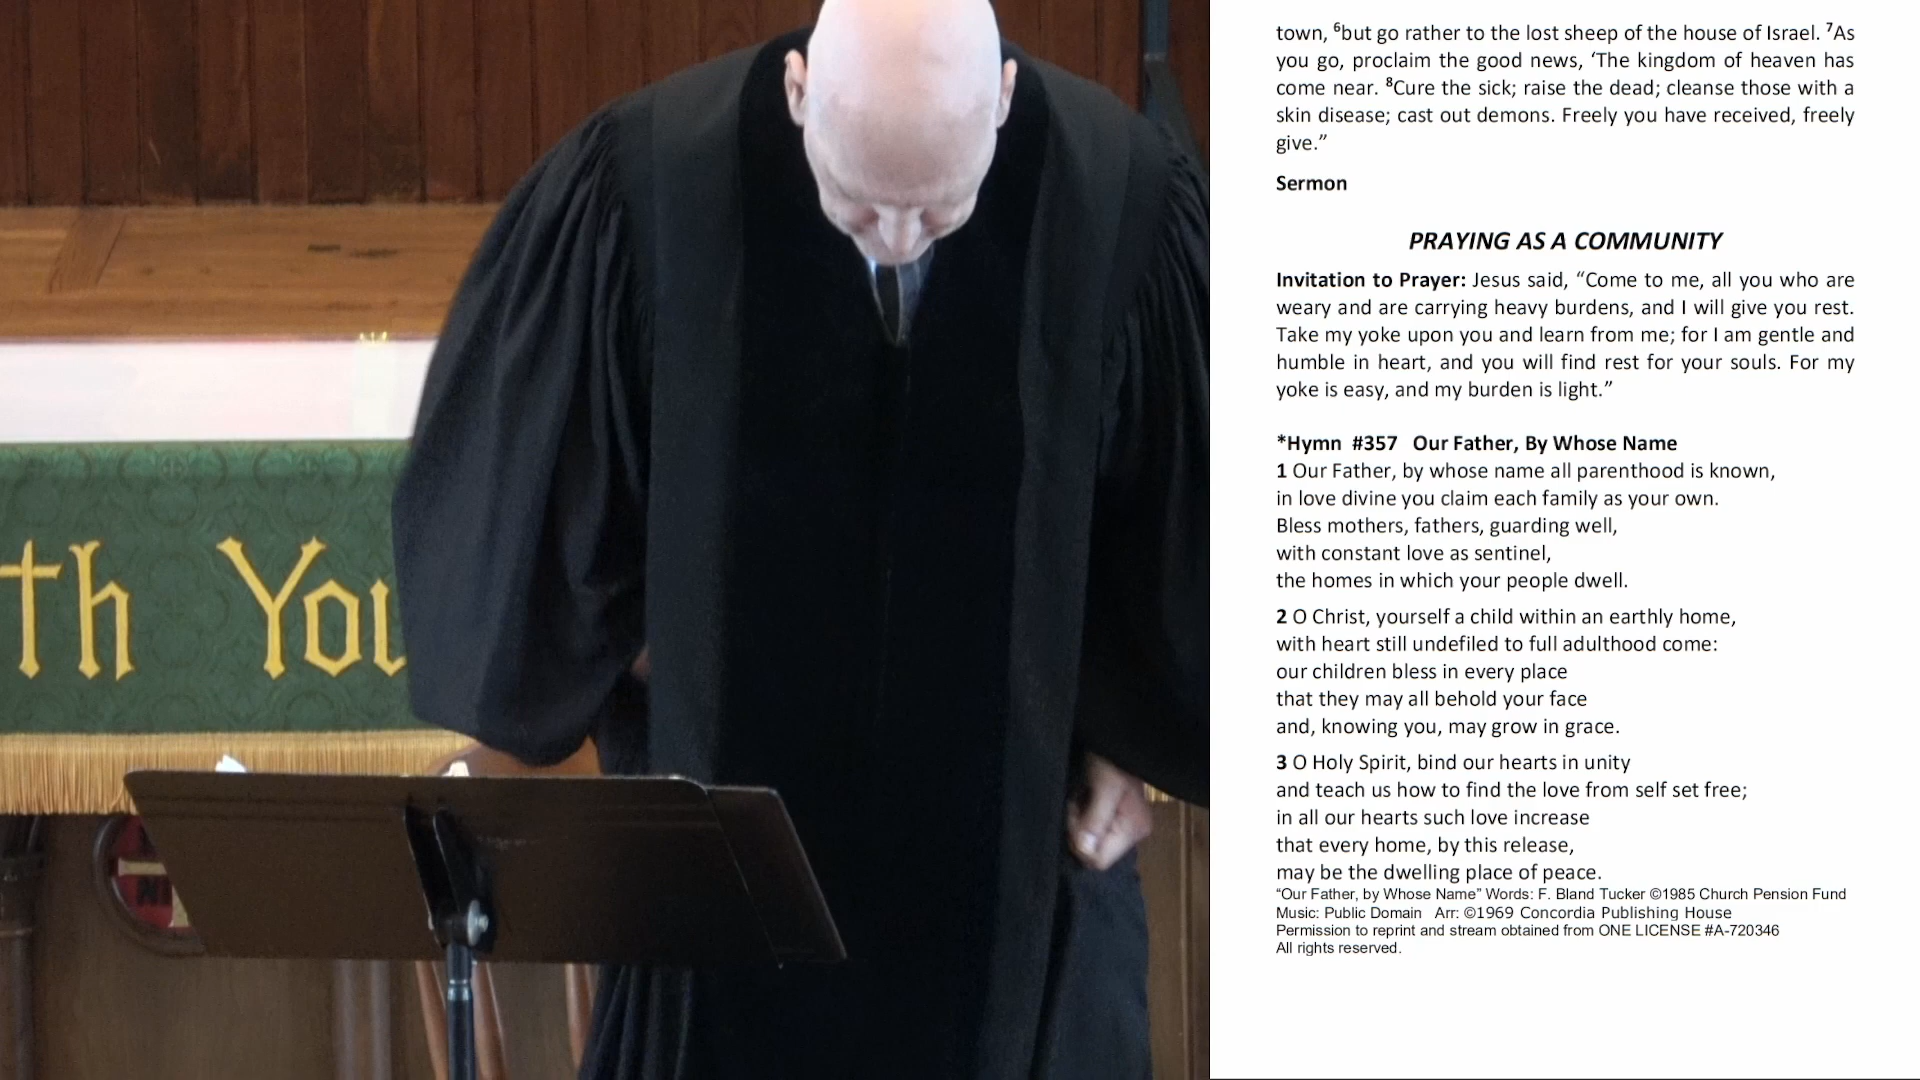 th You
town, ⁶but go rather to the lost sheep of the house of Israel. ⁷As
you go, proclaim the good news, ‘The kingdom of heaven has
come near. ⁸Cure the sick; raise the dead; cleanse those with a
skin disease; cast out demons. Freely you have received, freely
give.”
Sermon
PRAYING AS A COMMUNITY
Invitation to Prayer: Jesus said, “Come to me, all you who are
weary and are carrying heavy burdens, and I will give you rest.
Take my yoke upon you and learn from me; for I am gentle and
humble in heart, and you will find rest for your souls. For my
yoke is easy, and my burden is light.”
*Hymn #357 Our Father, By Whose Name
1 Our Father, by whose name all parenthood is known,
in love divine you claim each family as your own.
Bless mothers, fathers, guarding well,
with constant love as sentinel,
the homes in which your people dwell.
2 O Christ, yourself a child within an earthly home,
with heart still undefiled to full adulthood come:
our children bless in every place
that they may all behold your face
and, knowing you, may grow in grace.
3 O Holy Spirit, bind our hearts in unity
and teach us how to find the love from self set free;
in all our hearts such love increase
that every home, by this release,
may be the dwelling place of peace.
“Our Father, by Whose Name” Words: F. Bland Tucker ©1985 Church Pension Fund
Music: Public Domain Arr: ©1969 Concordia Publishing House
Permission to reprint and stream obtained from ONE LICENSE #A-720346
All rights reserved.